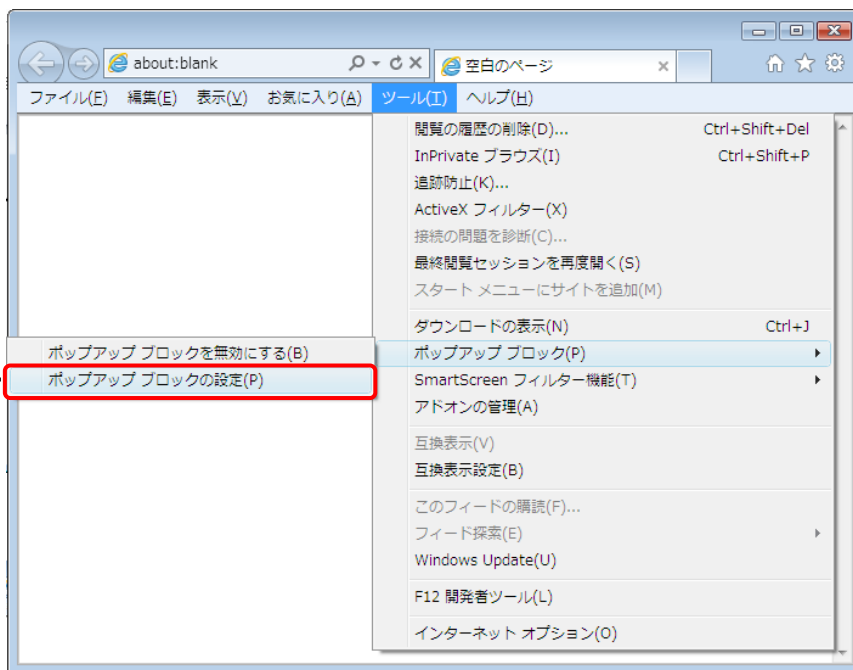 about:blank
空白のページ
ファイル(F) 編集(E) 表示(V) お気に入り(A) ツール(T) ヘルプ(H)
閲覧の履歴の削除(D)... Ctrl+Shift+Del
InPrivate ブラウズ(I) Ctrl+Shift+P
追跡防止(K)...
ActiveX フィルター(X)
接続の問題を診断(C)...
最終閲覧セッションを再度開く(S)
スタート メニューにサイトを追加(M)
ダウンロードの表示(N) Ctrl+J
ポップアップ ブロック(P)
ポップアップ ブロックを無効にする(B)
ポップアップ ブロックの設定(P)
SmartScreen フィルター機能(T)
アドオンの管理(A)
互換表示(V)
互換表示設定(B)
このフィードの購読(F)...
フィード探索(E)
Windows Update(U)
F12 開発者ツール(L)
インターネット オプション(O)